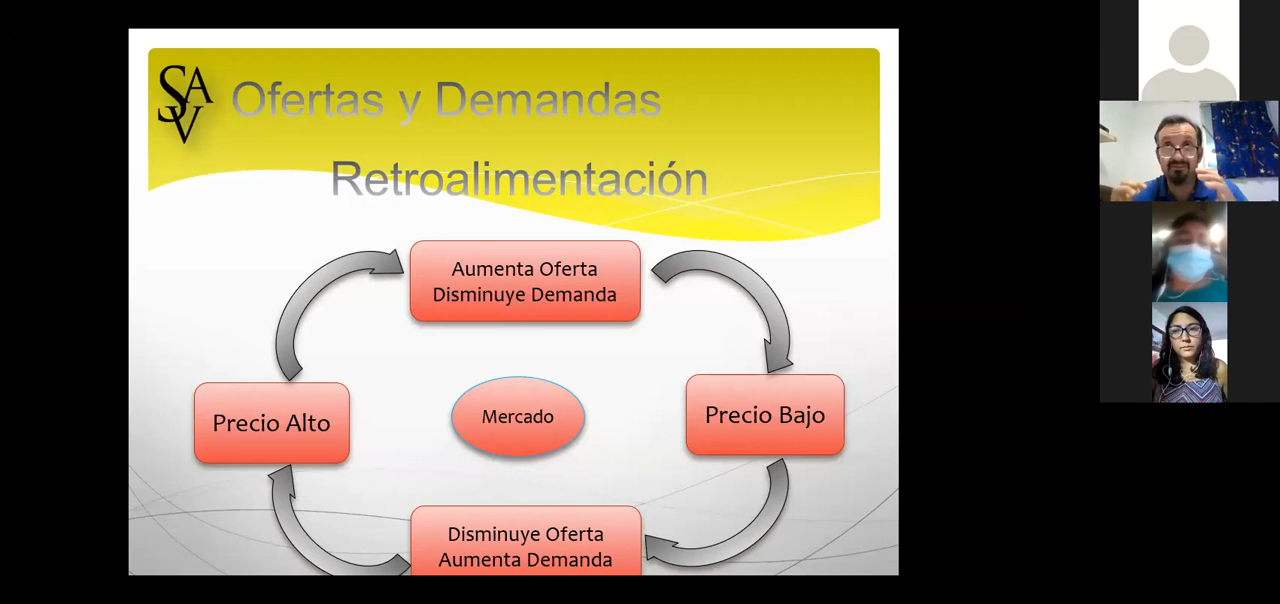 SAV
Ofertas y Demandas
Retroalimentación
Aumenta Oferta
Disminuye Demanda
Precio Alto
Mercado
Precio Bajo
Disminuye Oferta
Aumenta Demanda